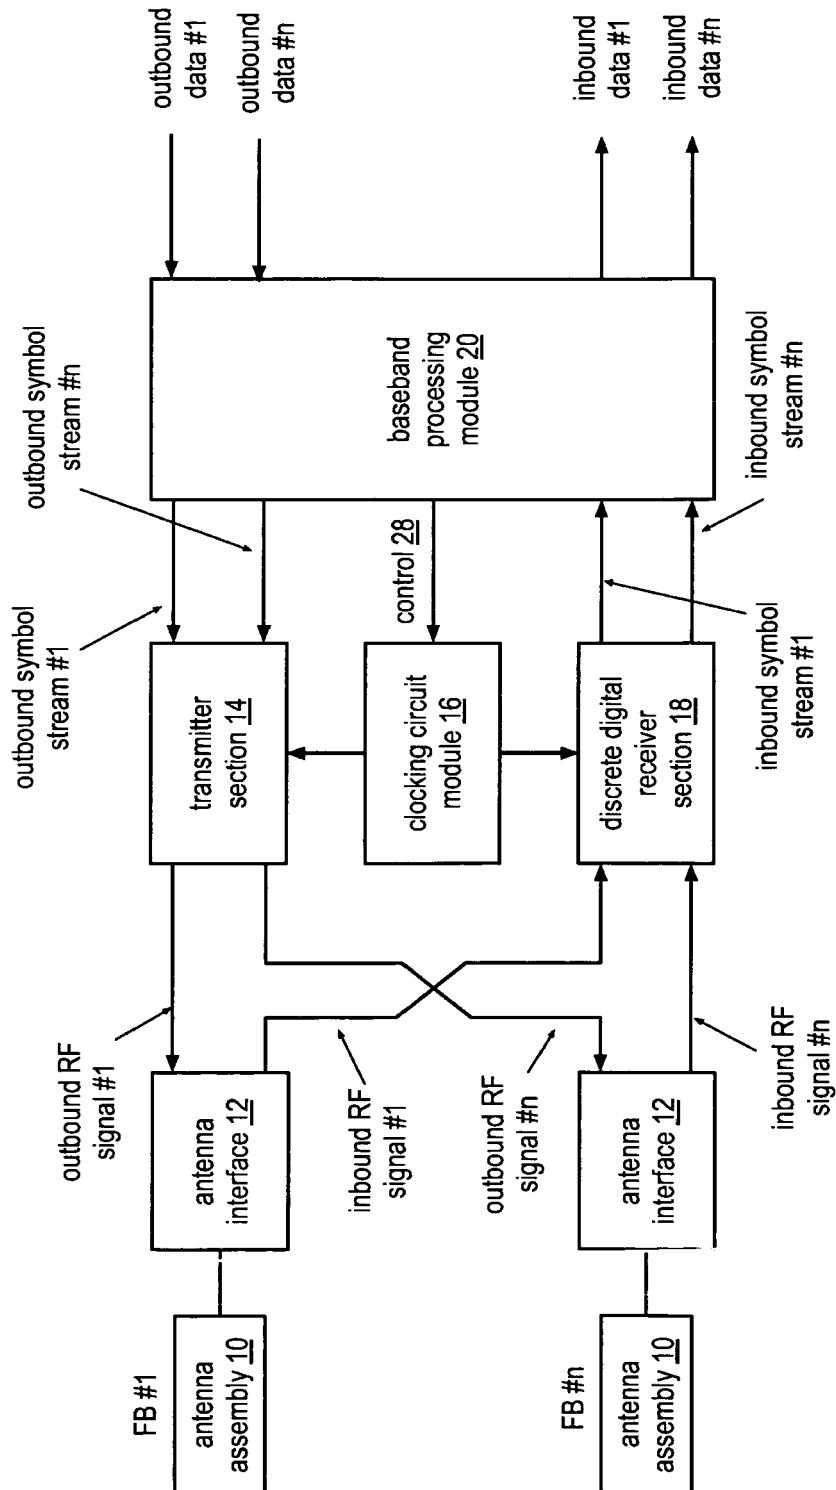 outbound
data #1
outbound
data #n
inbound
data #1
inbound
data #n
outbound symbol
stream #n
outbound symbol
stream #1
baseband
processing
module 20
inbound symbol
stream #n
inbound symbol
stream #1
control 28
transmitter
section 14
clocking circuit
module 16
discrete digital
receiver
section 18
outbound RF
signal #1
inbound RF
signal #1
outbound RF
signal #n
inbound RF
signal #n
antenna
interface 12
antenna
interface 12
FB #1
antenna
assembly 10
FB #n
antenna
assembly 10